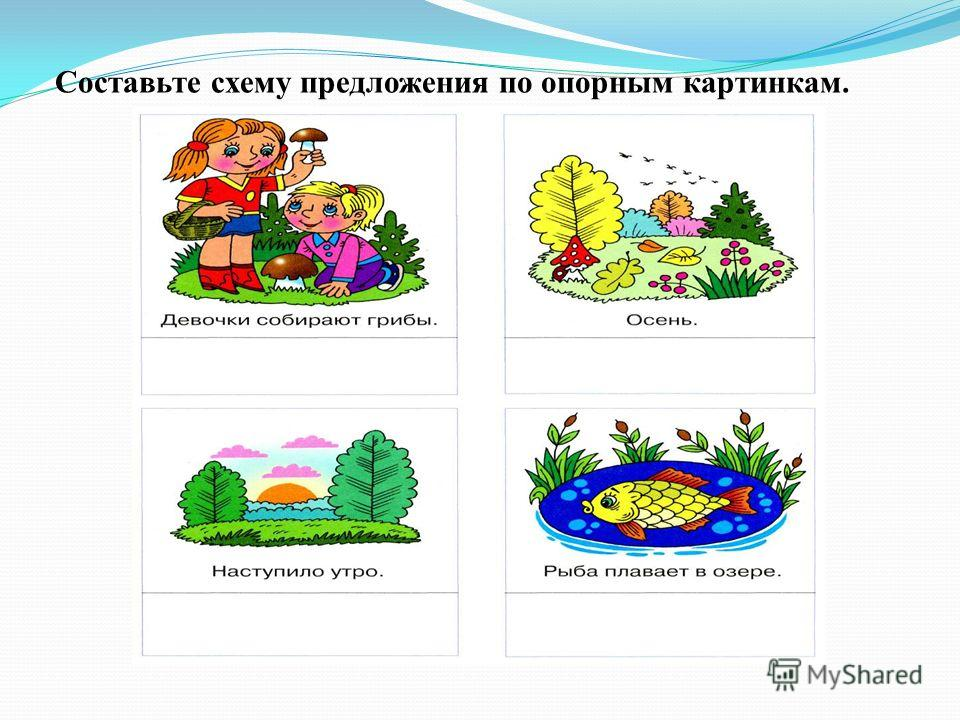 Составьте схему предложения по опорным картинкам.
Девочки собирают грибы.
Осень.
Наступило утро.
Рыба плавает в озере.
MyShared